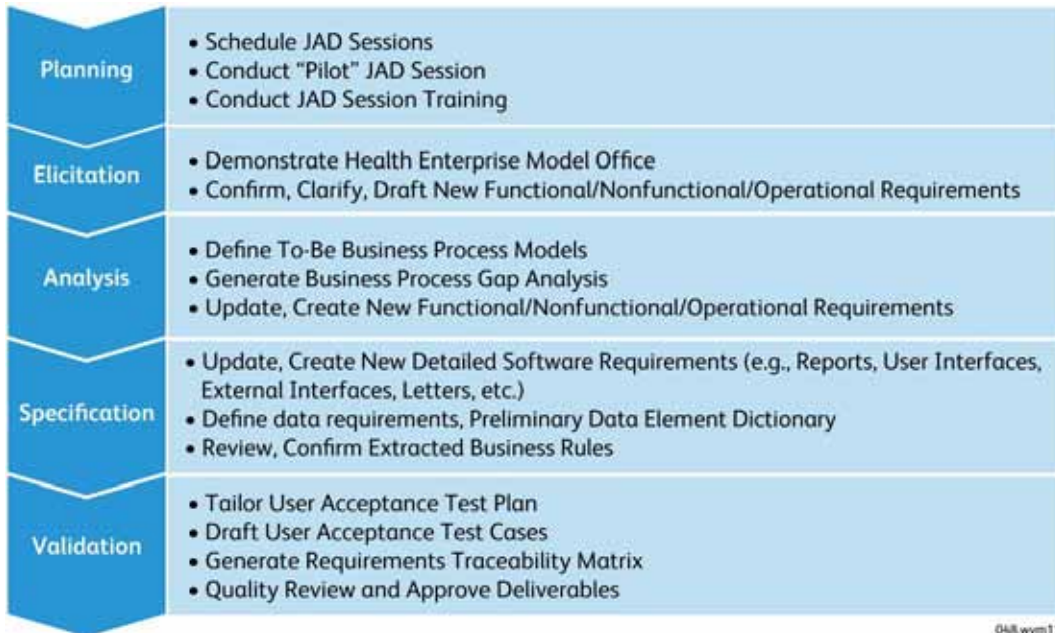 Planning
• Schedule JAD Sessions
• Conduct “Pilot” JAD Session
• Conduct JAD Session Training
Elicitation
• Demonstrate Health Enterprise Model Office
• Confirm, Clarify, Draft New Functional/Nonfunctional/Operational Requirements
Analysis
• Define To-Be Business Process Models
• Generate Business Process Gap Analysis
• Update, Create New Functional/Nonfunctional/Operational Requirements
Specification
• Update, Create New Detailed Software Requirements (e.g., Reports, User Interfaces,
External Interfaces, Letters, etc.)
• Define data requirements, Preliminary Data Element Dictionary
• Review, Confirm Extracted Business Rules
Validation
• Tailor User Acceptance Test Plan
• Draft User Acceptance Test Cases
• Generate Requirements Traceability Matrix
• Quality Review and Approve Deliverables